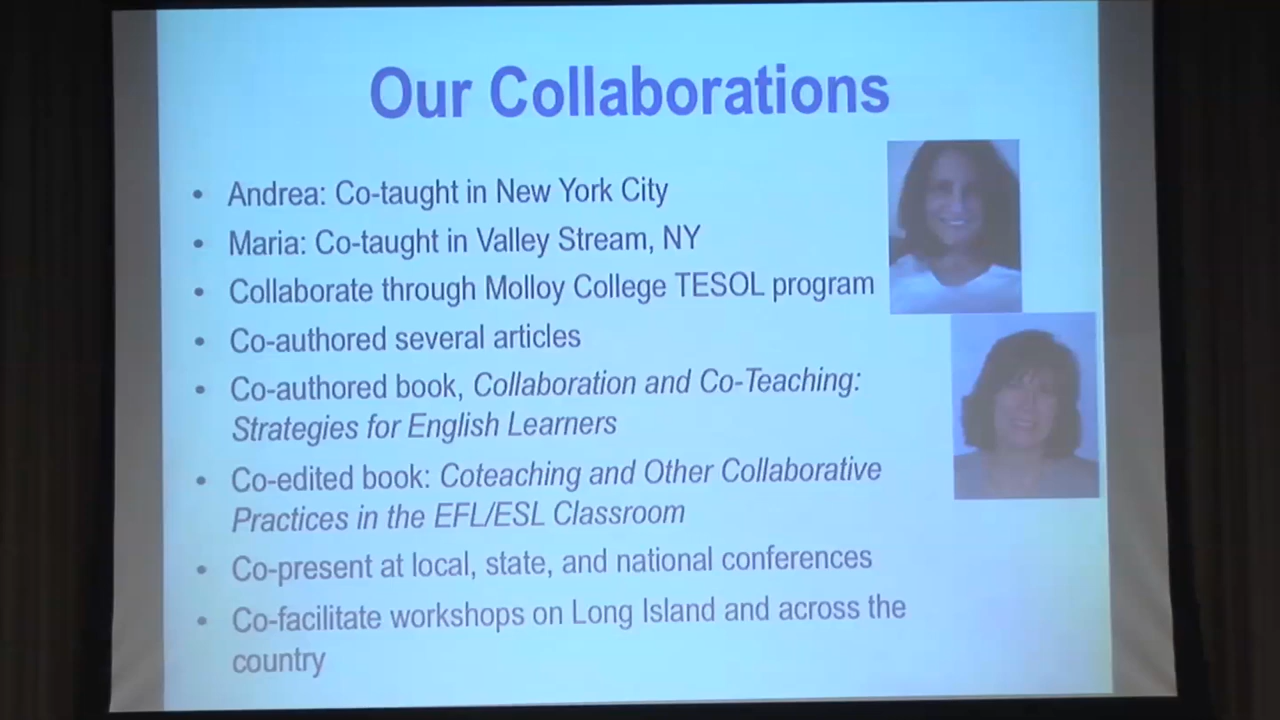 Our Collaborations
• Andrea: Co-taught in New York City
• Maria: Co-taught in Valley Stream, NY
• Collaborate through Molloy College TESOL program
• Co-authored several articles
• Co-authored book, Collaboration and Co-Teaching:
Strategies for English Learners
• Co-edited book: Coteaching and Other Collaborative
Practices in the EFL/ESL Classroom
• Co-present at local, state, and national conferences
• Co-facilitate workshops on Long Island and across the
country